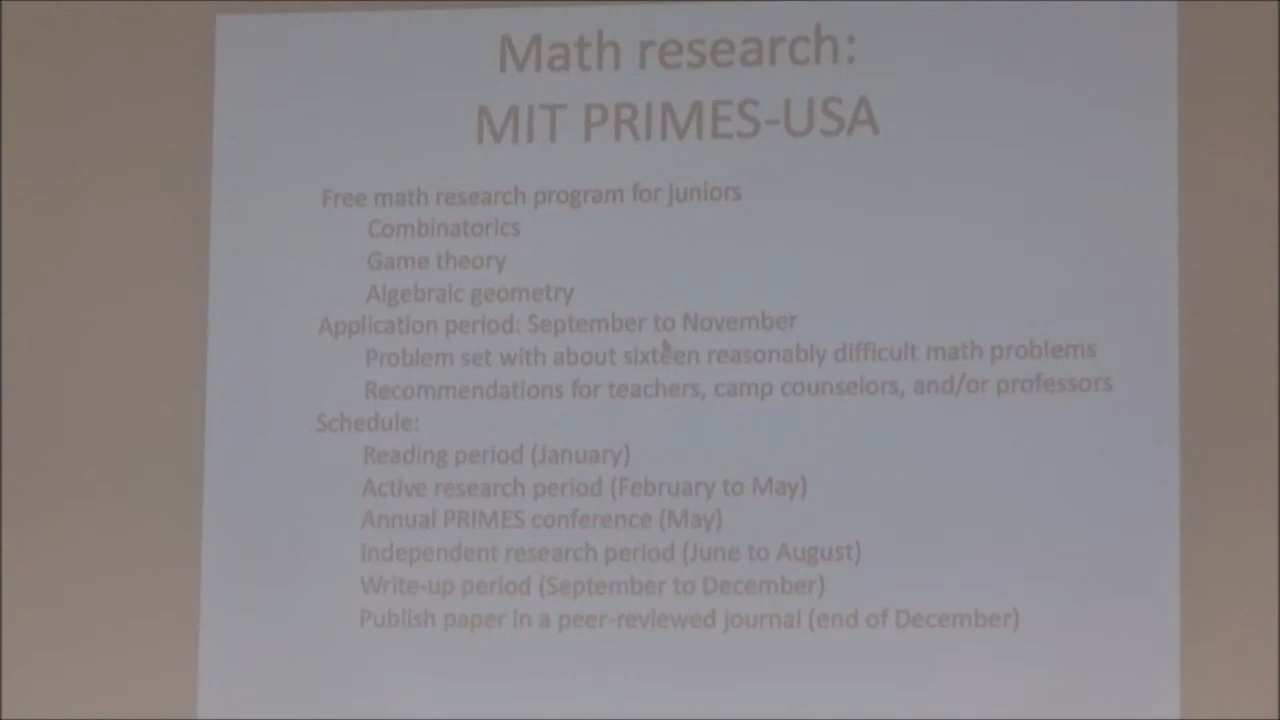 Math research:
MIT PRIMES-USA
Free math research program for juniors
Combinatorics
Game theory
Algebraic geometry
Application period: September to November
Problem set with about sixteen reasonably difficult math problems
Recommendations for teachers, camp counselors, and/or professors
Schedule:
Reading period (January)
Active research period (February to May)
Annual PRIMES conference (May)
Independent research period (June to August)
Write-up period (September to December)
Publish paper in a peer-reviewed journal (end of December)